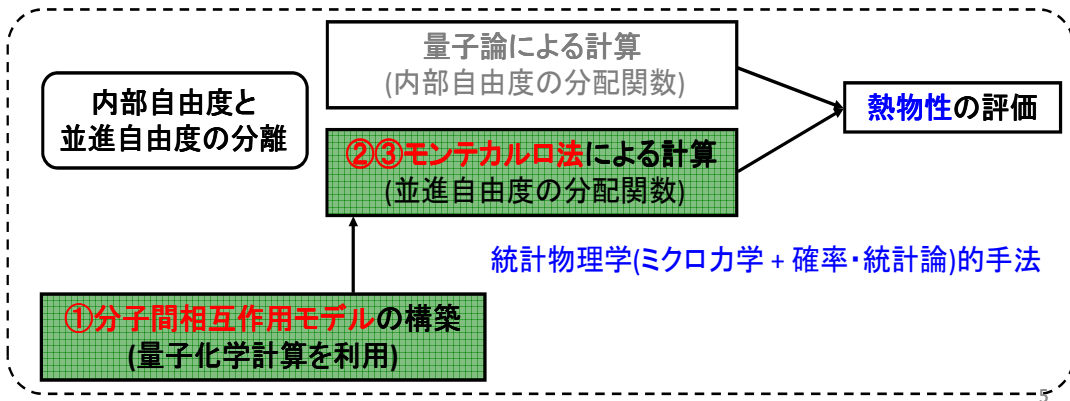 量子論による計算
(内部自由度の分配関数)
内部自由度と
並進自由度の分離
熱物性の評価
②③モンテカルロ法による計算
(並進自由度の分配関数)
統計物理学(ミクロ力学 + 確率・統計論)的手法
①分子間相互作用モデルの構築
(量子化学計算を利用)
5